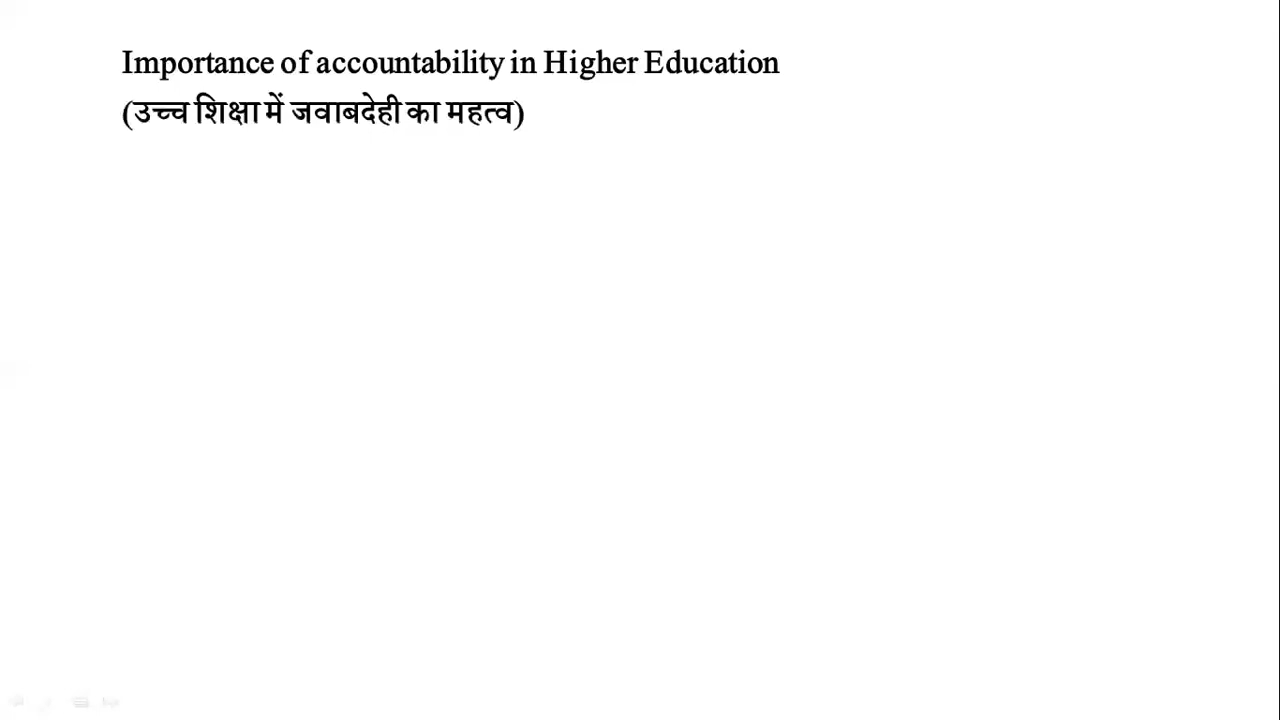 Importance of accountability in Higher Education
(उच्च शिक्षा में जवाबदेही का महत्व)